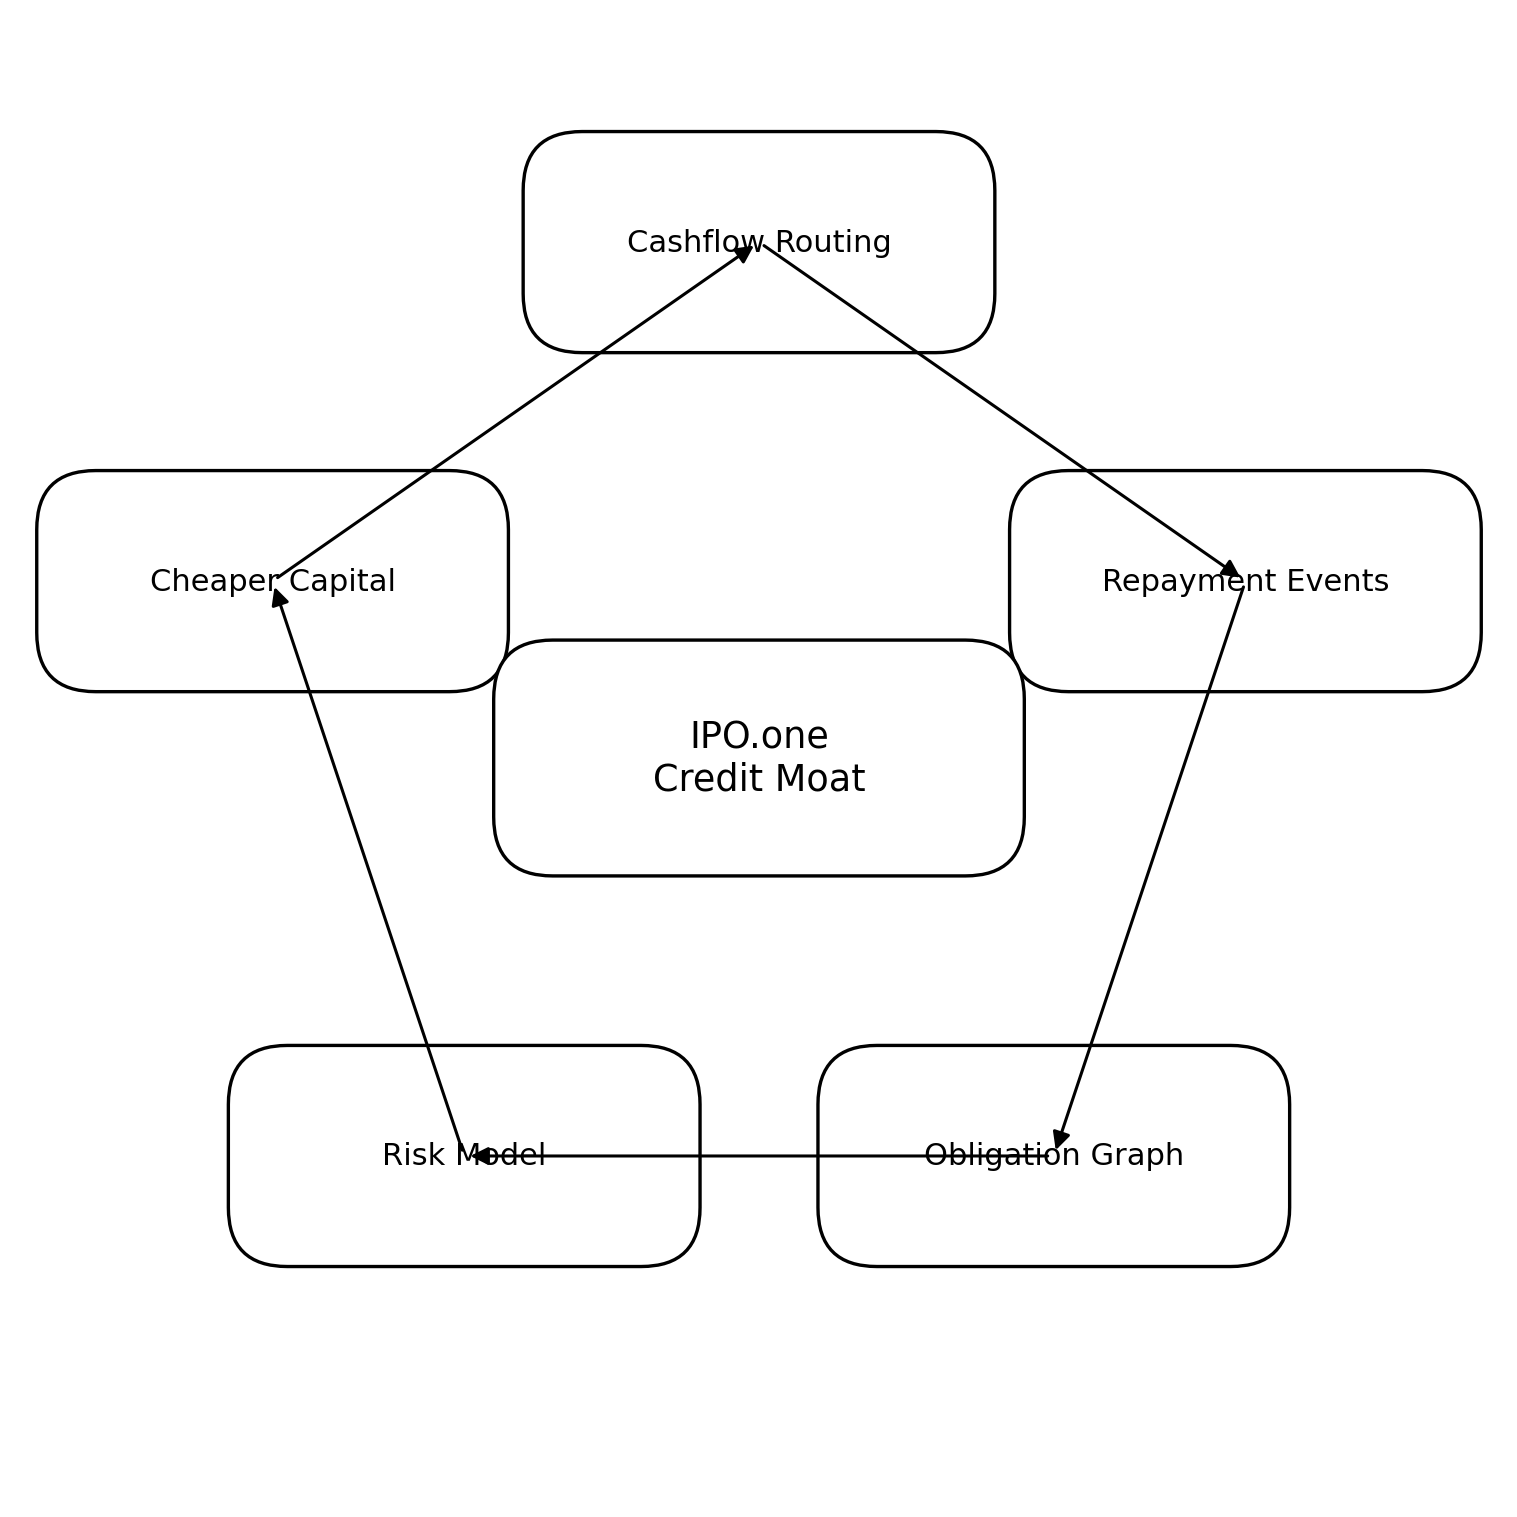 Cashflow Routing
Cheaper Capital
Repayment Events
IPO.one
Credit Moat
Risk Model
Obligation Graph